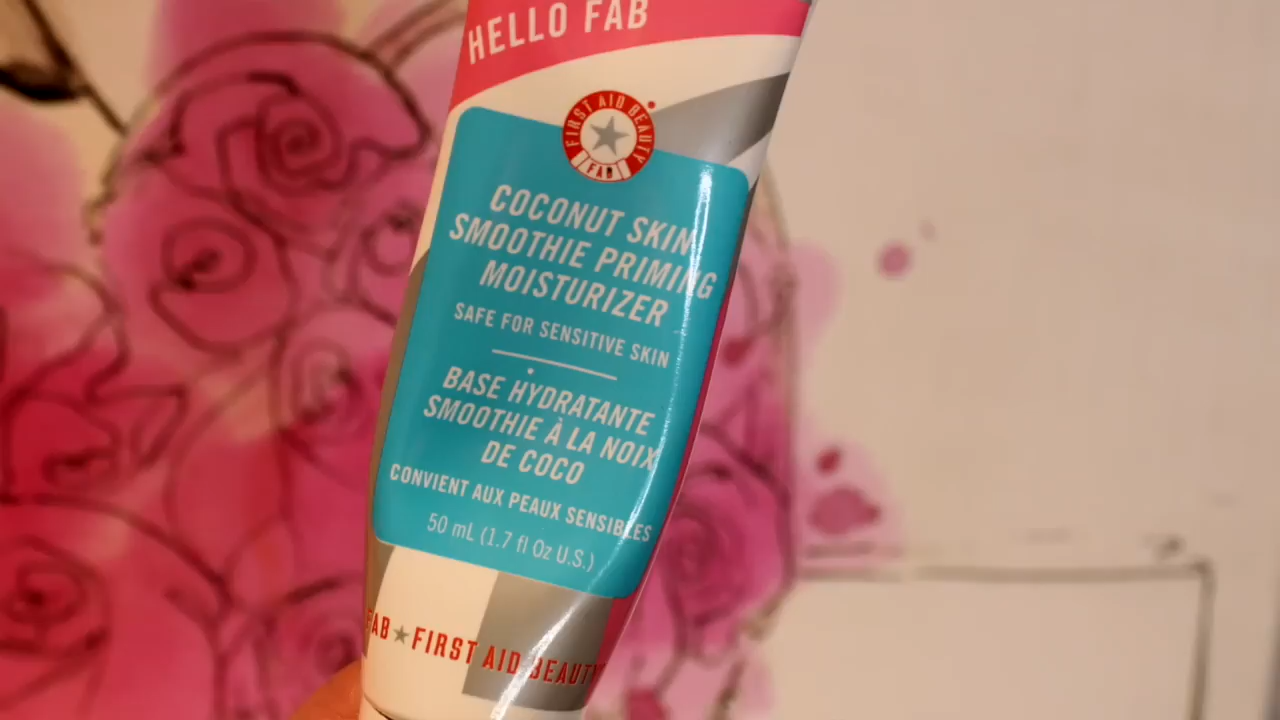 HELLO FAB
FIRST AID BEAUTY
FAB
COCONUT SKIN
SMOOTHIE PRIMING
MOISTURIZER
SAFE FOR SENSITIVE SKIN
BASE HYDRATANTE
SMOOTHIE À LA NOIX
DE COCO
CONVIENT AUX PEAUX SENSIBLES
50 mL (1.7 fl Oz U.S.)
FAB FIRST AID BEAUTY